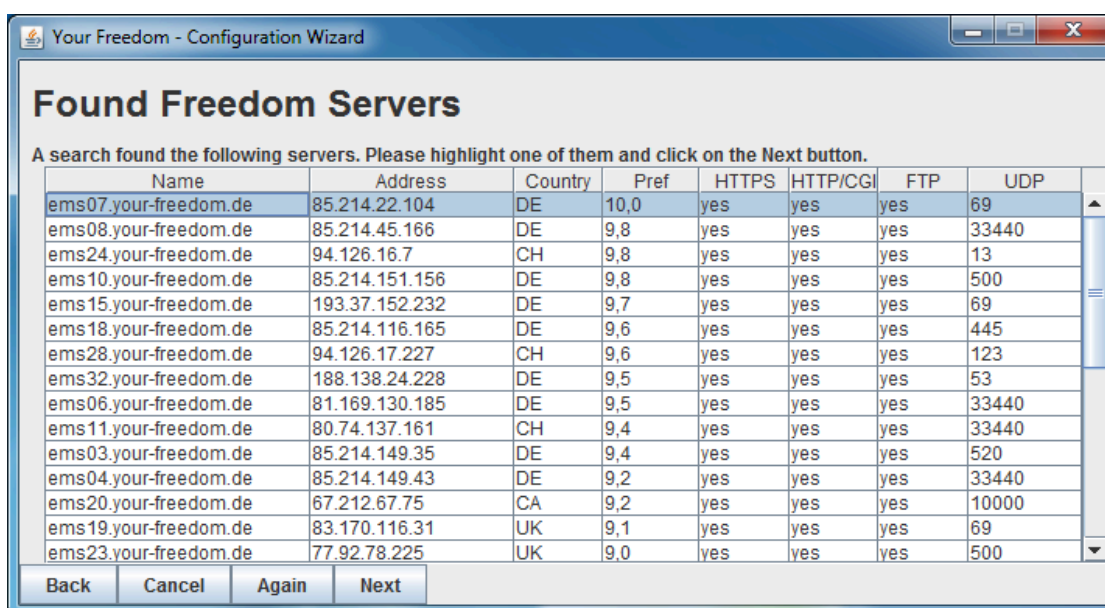 Your Freedom - Configuration Wizard
Found Freedom Servers
A search found the following servers. Please highlight one of them and click on the Next button.
Name Address Country Pref HTTPS HTTP/CGI FTP UDP
ems07.your-freedom.de 85.214.22.104 DE 10,0 yes yes yes 69
ems08.your-freedom.de 85.214.45.166 DE 9,8 yes yes yes 33440
ems24.your-freedom.de 94.126.16.7 CH 9,8 yes yes yes 13
ems10.your-freedom.de 85.214.151.156 DE 9,8 yes yes yes 500
ems15.your-freedom.de 193.37.152.232 DE 9,7 yes yes yes 69
ems18.your-freedom.de 85.214.116.165 DE 9,6 yes yes yes 445
ems28.your-freedom.de 94.126.17.227 CH 9,6 yes yes yes 123
ems32.your-freedom.de 188.138.24.228 DE 9,5 yes yes yes 53
ems06.your-freedom.de 81.169.130.185 DE 9,5 yes yes yes 33440
ems11.your-freedom.de 80.74.137.161 CH 9,4 yes yes yes 33440
ems03.your-freedom.de 85.214.149.35 DE 9,4 yes yes yes 520
ems04.your-freedom.de 85.214.149.43 DE 9,2 yes yes yes 33440
ems20.your-freedom.de 67.212.67.75 CA 9,2 yes yes yes 10000
ems19.your-freedom.de 83.170.116.31 UK 9,1 yes yes yes 69
ems23.your-freedom.de 77.92.78.225 UK 9,0 yes yes yes 500
Back Cancel Again Next